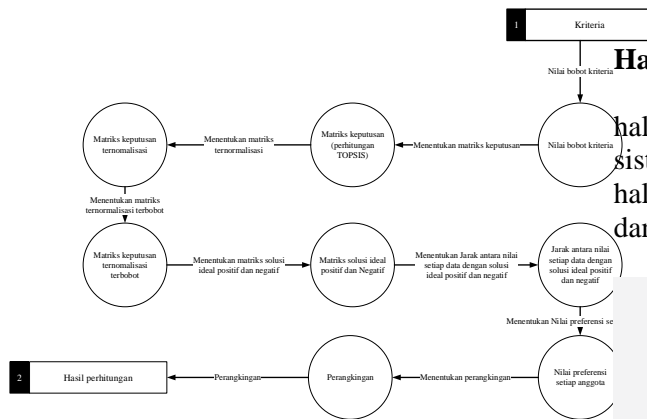 1 Kriteria
Nilai bobot kriteria
Matriks keputusan
ternomalisasi
Menentukan matriks
ternormalisasi
Matriks keputusan
(perhitungan
TOPSIS)
Menentukan matriks keputusan
Nilai bobot kriteria
Menentukan matriks
ternormalisasi terbobot
Matriks keputusan
ternomalisasi
terbobot
Menentukan matriks solusi
ideal positif dan negatif
Matriks solusi ideal
positif dan Negatif
Menentukan Jarak antara nilai
setiap data dengan solusi
ideal positif dan negatif
Jarak antara nilai
setiap data dengan
solusi ideal positif
dan negatif
Menentukan Nilai preferensi se
2 Hasil perhitungan
Perangkingan
Perangkingan
Menentukan perangkingan
Nilai preferensi
setiap anggota
Ha
hal
sist
hal
dar